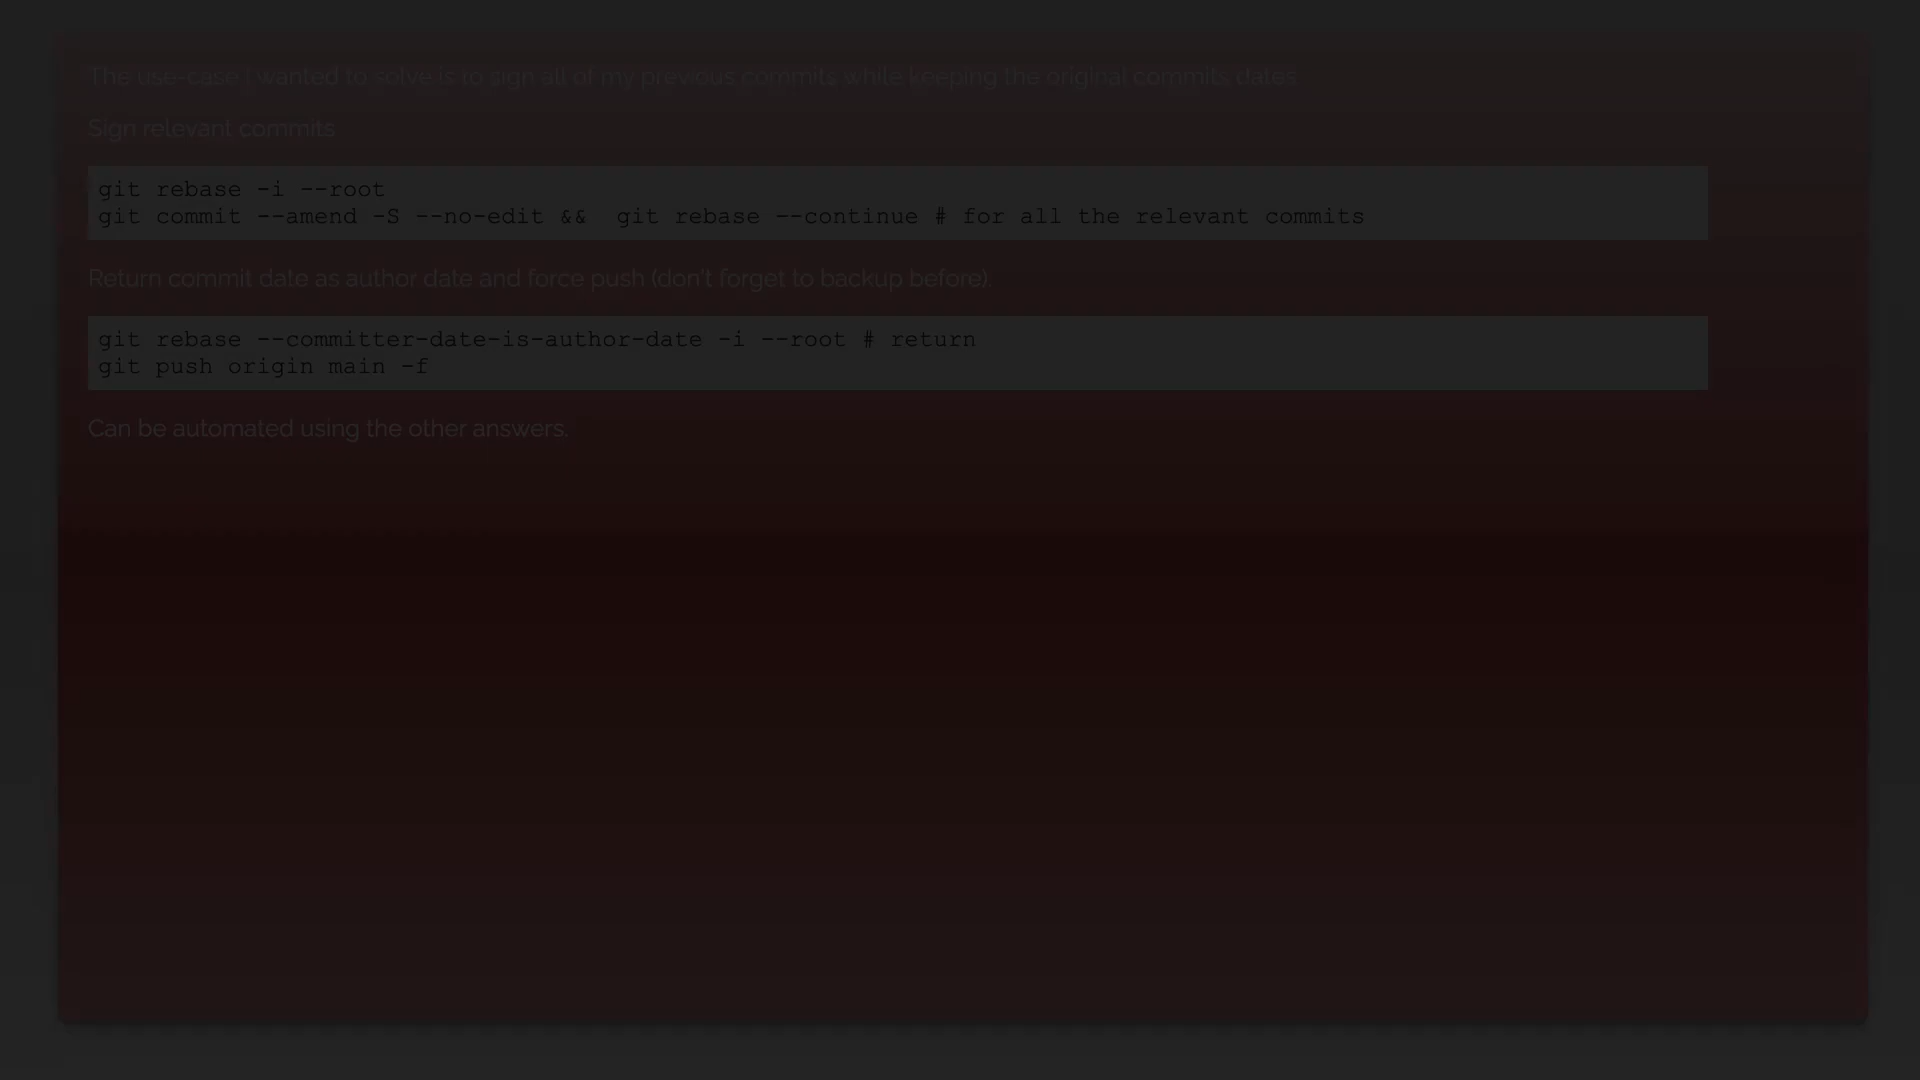 The use-case I wanted to solve is ro sign all of my previous commits while keeping the original commits dates.
Sign relevant commits
git rebase -i --root
git commit --amend -S --no-edit &&  git rebase --continue # for all the relevant commits
Return commit date as author date and force push (don't forget to backup before).
git rebase --committer-date-is-author-date -i --root # return
git push origin main -f
Can be automated using the other answers.